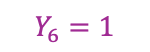 Y₆ = 1